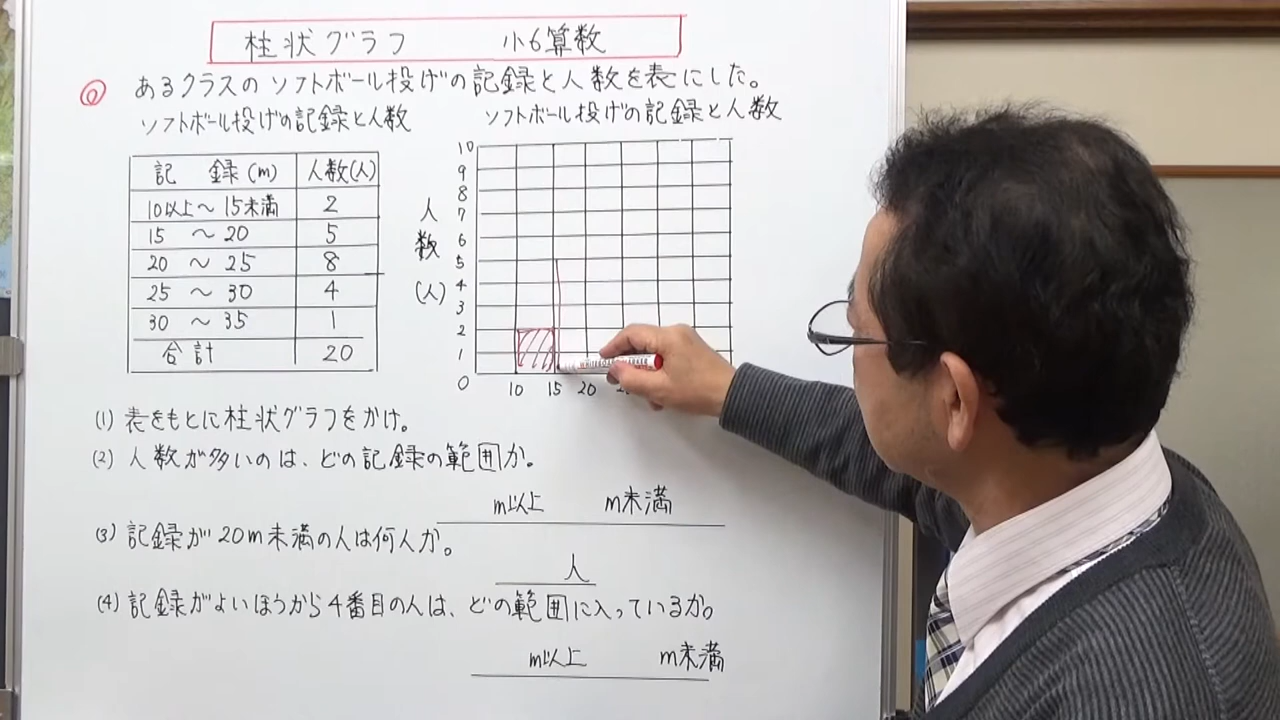 柱状グラフ 小6算数
◎ あるクラスのソフトボール投げの記録と人数を表にした。
ソフトボール投げの記録と人数
記 録(m) 人数(人)
10以上〜15未満 2
15 〜 20 5
20 〜 25 8
25 〜 30 4
30 〜 35 1
合計 20
ソフトボール投げの記録と人数
人数(人)
10
9
8
7
6
5
4
3
2
1
0
10 15 20
(1) 表をもとに柱状グラフをかけ。
(2) 人数が多いのは、どの記録の範囲か。
m以上 m未満
(3) 記録が20m未満の人は何人か。
人
(4) 記録がよいほうから4番目の人は、どの範囲に入っているか。
m以上 m未満